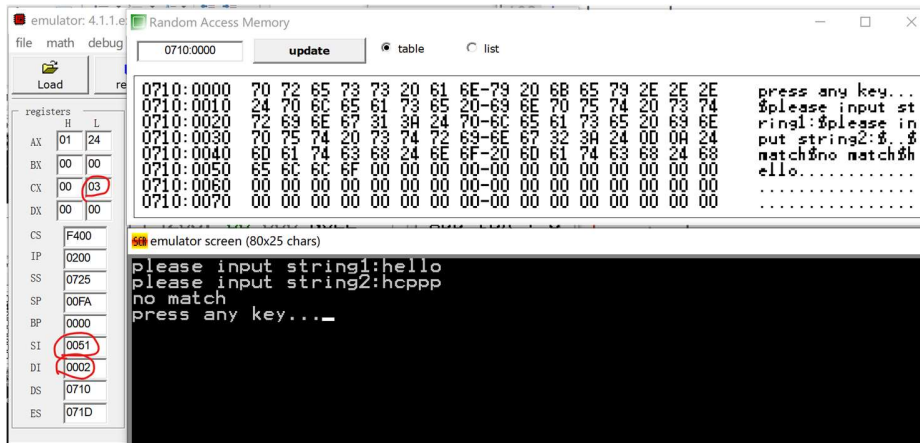 emulator: 4.1.1.e
file math debug
Load
re
registers
H L
AX 01 24
BX 00 00
CX 00 03
DX 00 00
CS F400
IP 0200
SS 0725
SP 00FA
BP 0000
SI 0051
DI 0002
DS 0710
ES 071D
Random Access Memory
0710:0000 update table list
0710:0000 70 72 65 73 73 20 61 6E-79 20 6B 65 79 2E 2E 2E press any key...
0710:0010 24 70 6C 65 61 73 65 20-69 6E 70 75 74 20 73 74 $please input st
0710:0020 72 69 6E 67 31 3A 24 70-6C 65 61 73 65 20 69 6E ring1:$please in
0710:0030 70 75 74 20 73 74 72 69-6E 67 32 3A 24 0D 0A 24 put string2:$..$
0710:0040 6D 61 74 63 68 24 6E 6F-20 6D 61 74 63 68 24 68 match$no match$h
0710:0050 65 6C 6C 6F 00 00 00 00-00 00 00 00 00 00 00 00 ello............
0710:0060 00 00 00 00 00 00 00 00-00 00 00 00 00 00 00 00 ................
0710:0070 00 00 00 00 00 00 00 00-00 00 00 00 00 00 00 00 ................
SCR emulator screen (80x25 chars)
please input string1:hello
please input string2:hcppp
no match
press any key...